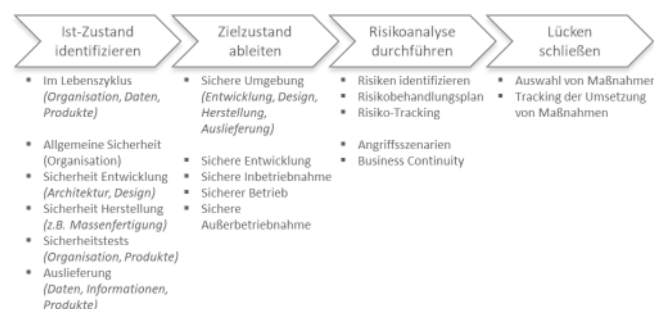 Ist-Zustand
identifizieren
Zielzustand
ableiten
Risikoanalyse
durchführen
Lücken
schließen
Im Lebenszyklus
(Organisation, Daten,
Produkte)
Allgemeine Sicherheit
(Organisation)
Sicherheit Entwicklung
(Architektur, Design)
Sicherheit Herstellung
(z.B. Massenfertigung)
Sicherheitstests
(Organisation, Produkte)
Auslieferung
(Daten, Informationen,
Produkte)
Sichere Umgebung
(Entwicklung, Design,
Herstellung,
Auslieferung)
Sichere Entwicklung
Sichere Inbetriebnahme
Sicherer Betrieb
Sichere
Außerbetriebnahme
Risiken identifizieren
Risikobehandlungsplan
Risiko-Tracking
Angriffsszenarien
Business Continuity
Auswahl von Maßnahmen
Tracking der Umsetzung
von Maßnahmen